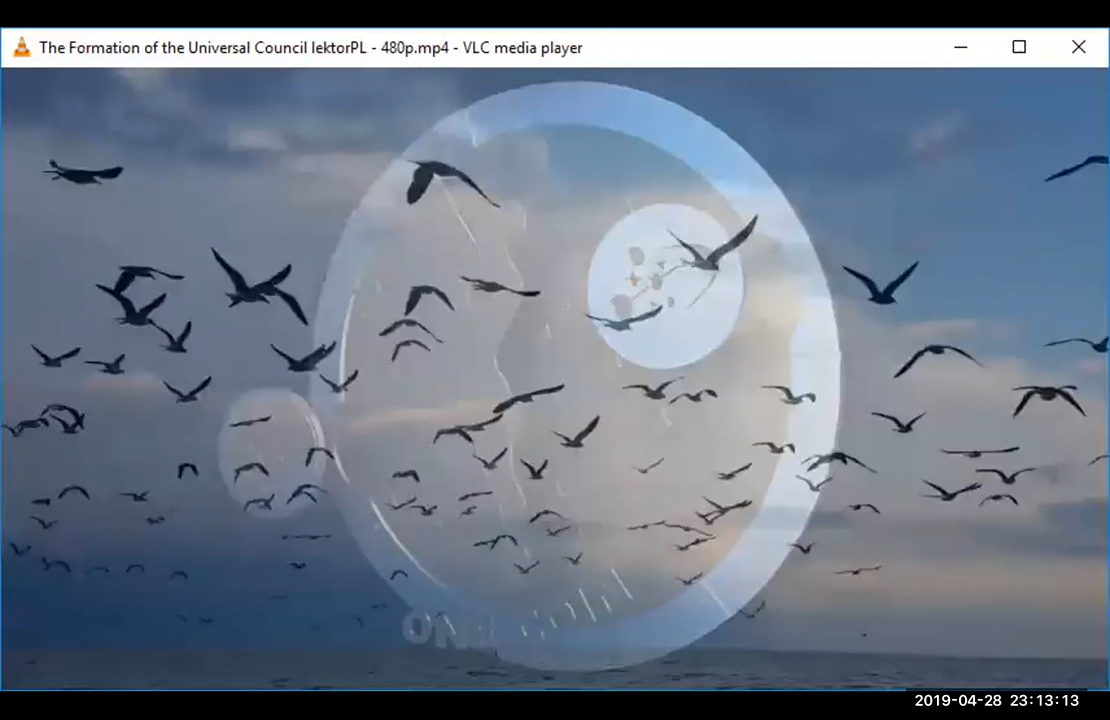 The Formation of the Universal Council lektorPL - 480p.mp4 - VLC media player
2019-04-28 23:13:13